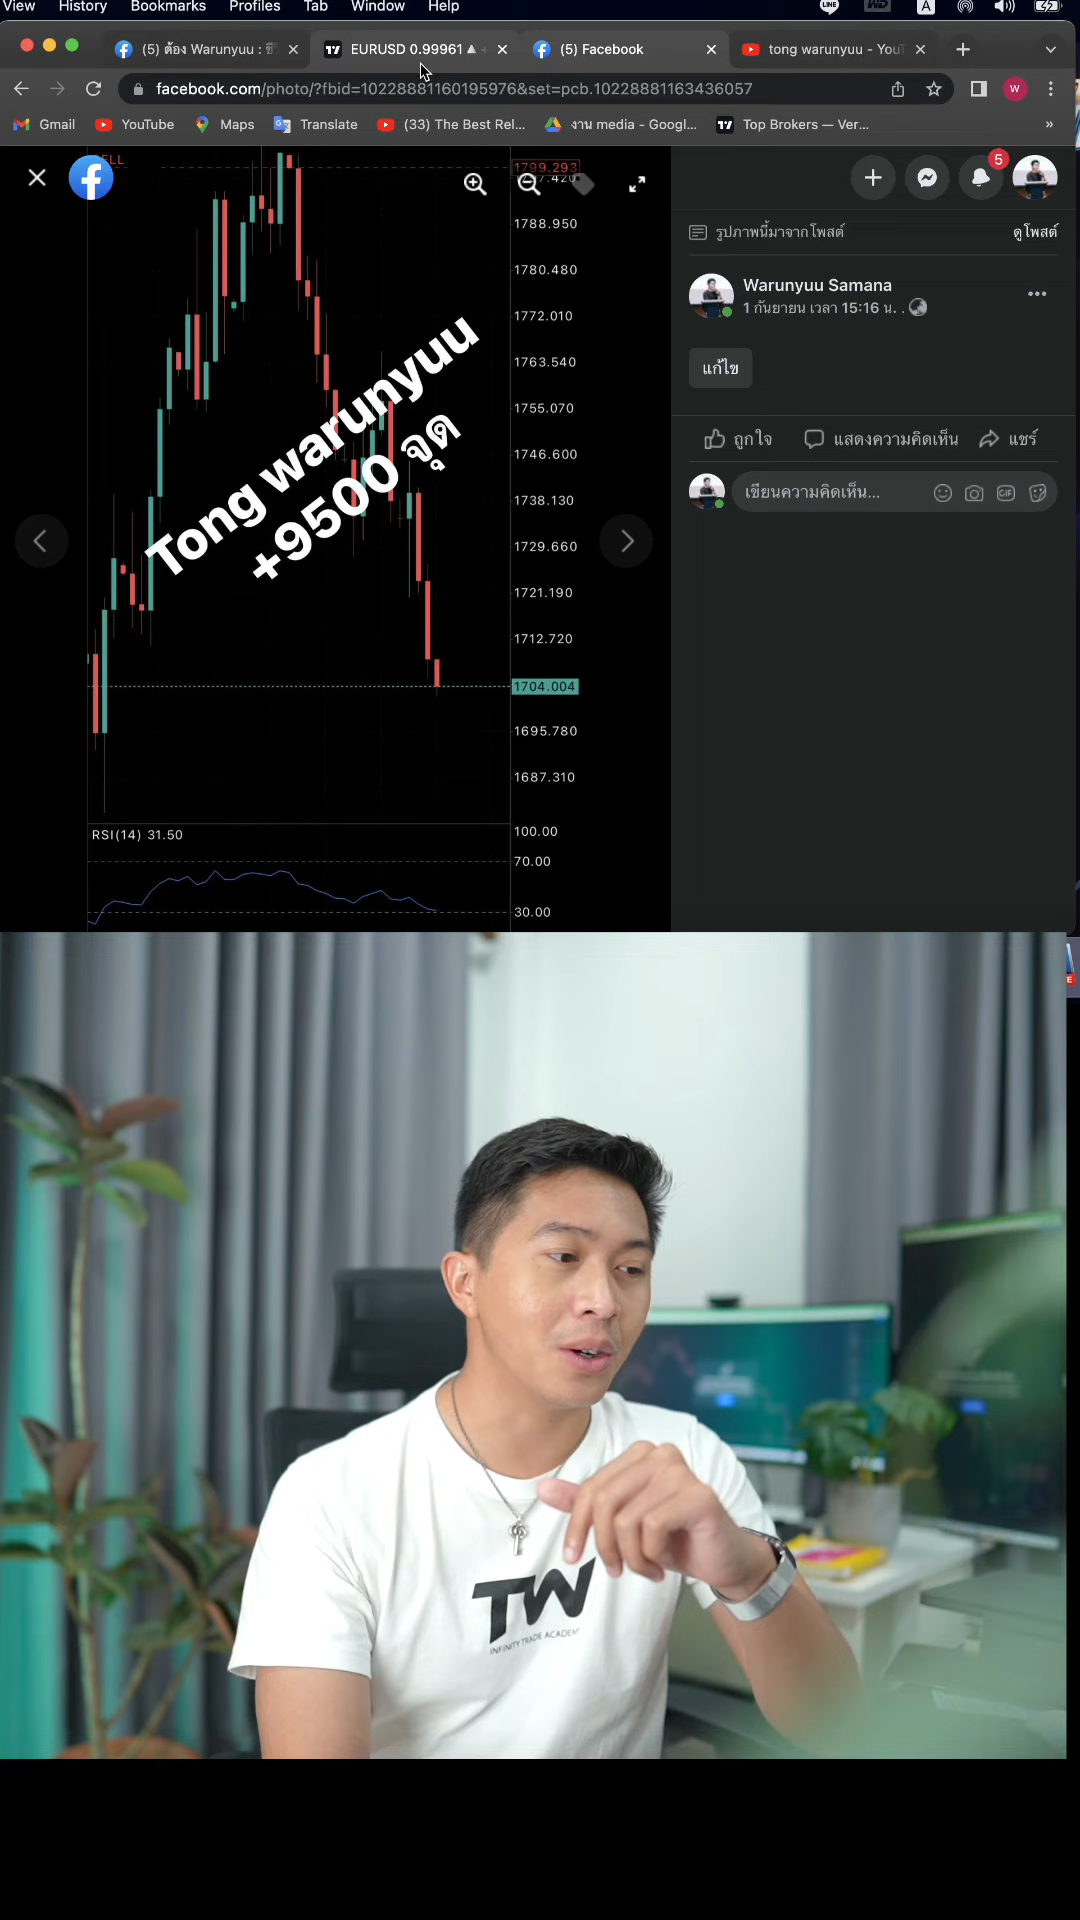 View History Bookmarks Profiles Tab Window Help LINE WD A
(5) ต้อง Warunyuu : EURUSD 0.99961 ▲ (5) Facebook tong warunyuu - YouT
facebook.com/photo/?fbid=10228881160195976&set=pcb.10228881163436057 W
Gmail YouTube Maps Translate (33) The Best Rel... งาน media - Googl... Top Brokers — Ver... »
ELL
1799.293
5
1788.950
รูปภาพนี้มาจากโพสต์ ดูโพสต์
1780.480
Warunyuu Samana
1 กันยายน เวลา 15:16 น. .
1772.010
1763.540
แก้ไข
1755.070
1746.600
ถูกใจ แสดงความคิดเห็น แชร์
1738.130
เขียนความคิดเห็น... GIF
1729.660
1721.190
1712.720
1704.004
1695.780
1687.310
Tong warunyuu
+9500 จุด
RSI(14) 31.50
100.00
70.00
30.00
TW
INFINITY TRADE ACADEMY